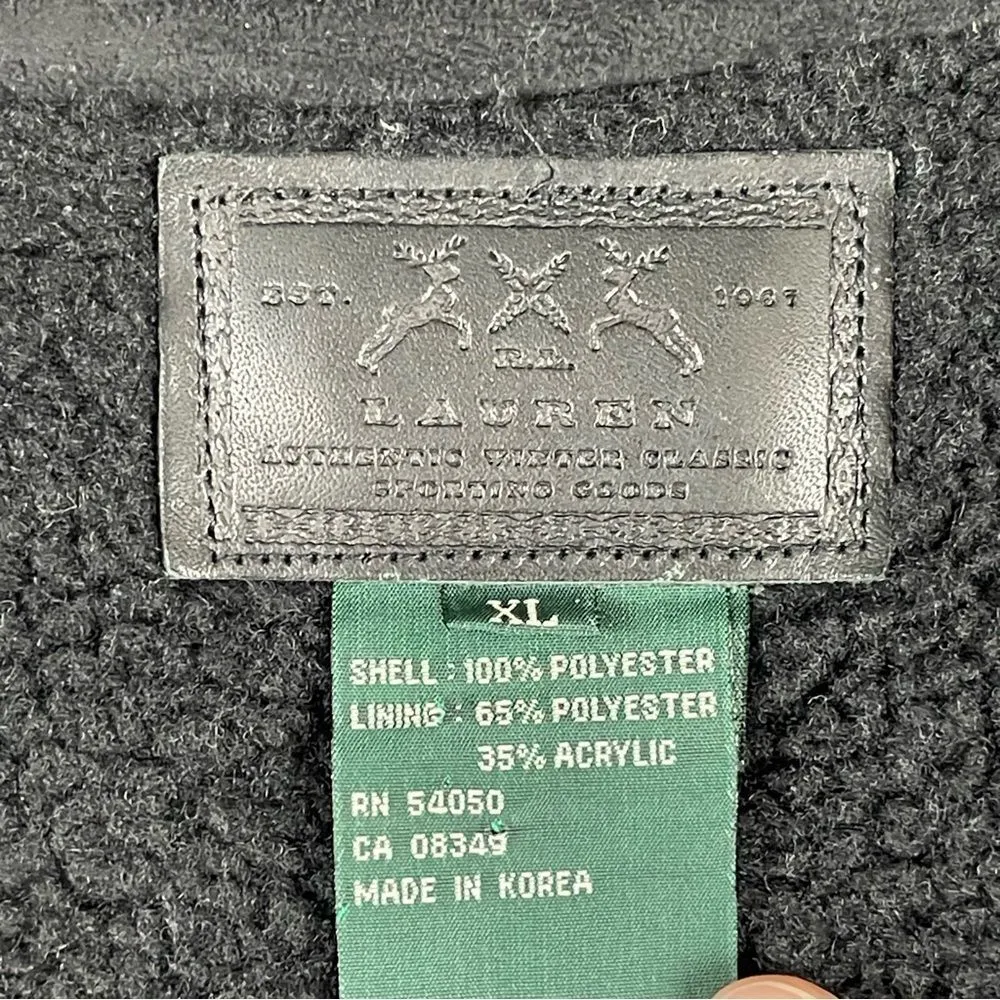 EST. 1967
R.L.
LAUREN
AUTHENTIC WINTER CLASSIC
SPORTING GOODS
XL
SHELL : 100% POLYESTER
LINING : 65% POLYESTER
35% ACRYLIC
RN 54050
CA 08349
MADE IN KOREA